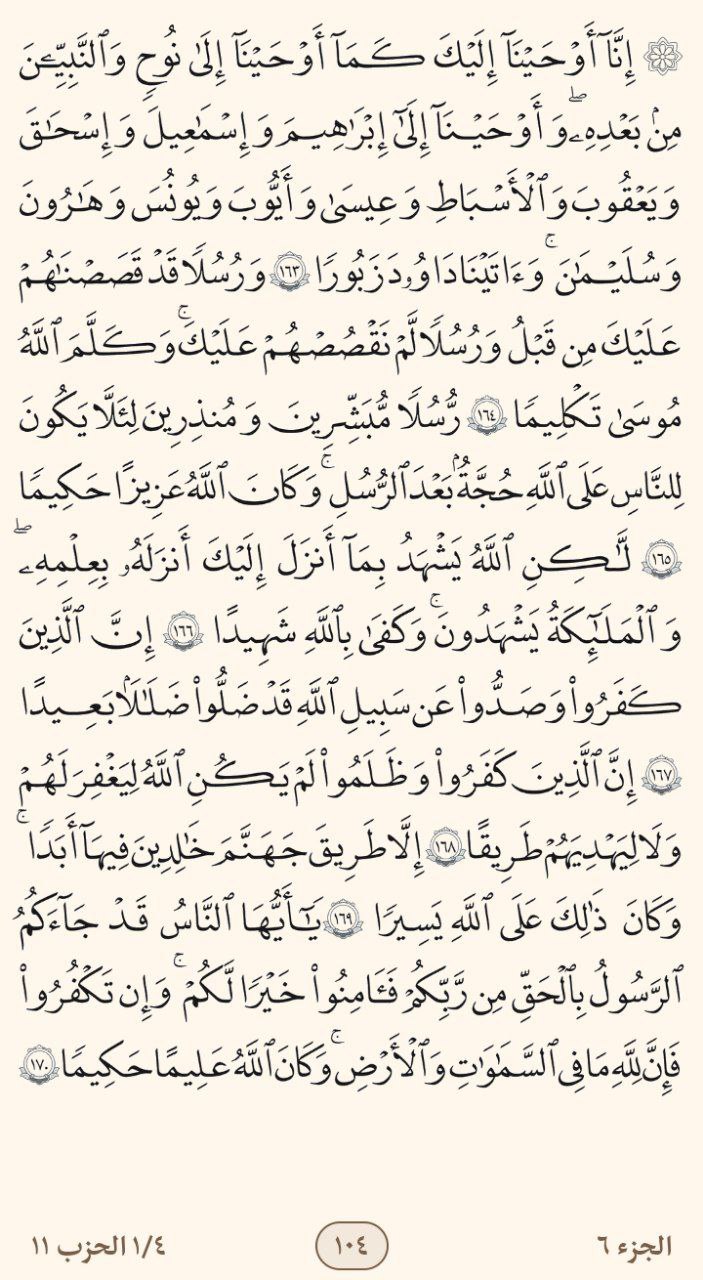 ۞ إِنَّآ أَوْحَيْنَآ إِلَيْكَ كَمَآ أَوْحَيْنَآ إِلَىٰ نُوحٍ وَٱلنَّبِيِّـۧنَ
مِنۢ بَعْدِهِۦۖ وَأَوْحَيْنَآ إِلَىٰٓ إِبْرَٰهِيمَ وَإِسْمَٰعِيلَ وَإِسْحَٰقَ
وَيَعْقُوبَ وَٱلْأَسْبَاطِ وَعِيسَىٰ وَأَيُّوبَ وَيُونُسَ وَهَٰرُونَ
وَسُلَيْمَٰنَۚ وَءَاتَيْنَا دَاوُۥدَ زَبُورًا ١٦٣ وَرُسُلًا قَدْ قَصَصْنَٰهُمْ
عَلَيْكَ مِن قَبْلُ وَرُسُلًا لَّمْ نَقْصُصْهُمْ عَلَيْكَۚ وَكَلَّمَ ٱللَّهُ
مُوسَىٰ تَكْلِيمًا ١٦٤ رُّسُلًا مُّبَشِّرِينَ وَمُنذِرِينَ لِئَلَّا يَكُونَ
لِلنَّاسِ عَلَى ٱللَّهِ حُجَّةٌۢ بَعْدَ ٱلرُّسُلِۚ وَكَانَ ٱللَّهُ عَزِيزًا حَكِيمًا
١٦٥ لَّٰكِنِ ٱللَّهُ يَشْهَدُ بِمَآ أَنزَلَ إِلَيْكَۖ أَنزَلَهُۥ بِعِلْمِهِۦۖ
وَٱلْمَلَٰٓئِكَةُ يَشْهَدُونَۚ وَكَفَىٰ بِٱللَّهِ شَهِيدًا ١٦٦ إِنَّ ٱلَّذِينَ
كَفَرُوا۟ وَصَدُّوا۟ عَن سَبِيلِ ٱللَّهِ قَدْ ضَلُّوا۟ ضَلَٰلًۢا بَعِيدًا
١٦٧ إِنَّ ٱلَّذِينَ كَفَرُوا۟ وَظَلَمُوا۟ لَمْ يَكُنِ ٱللَّهُ لِيَغْفِرَ لَهُمْ
وَلَا لِيَهْدِيَهُمْ طَرِيقًا ١٦٨ إِلَّا طَرِيقَ جَهَنَّمَ خَٰلِدِينَ فِيهَآ أَبَدًاۚ
وَكَانَ ذَٰلِكَ عَلَى ٱللَّهِ يَسِيرًا ١٦٩ يَٰٓأَيُّهَا ٱلنَّاسُ قَدْ جَآءَكُمُ
ٱلرَّسُولُ بِٱلْحَقِّ مِن رَّبِّكُمْ فَـَٔامِنُوا۟ خَيْرًا لَّكُمْۚ وَإِن تَكْفُرُوا۟
فَإِنَّ لِلَّهِ مَا فِى ٱلسَّمَٰوَٰتِ وَٱلْأَرْضِۚ وَكَانَ ٱللَّهُ عَلِيمًا حَكِيمًا ١٧٠
الجزء ٦ ١٠٤ ١/٤ الحزب ١١